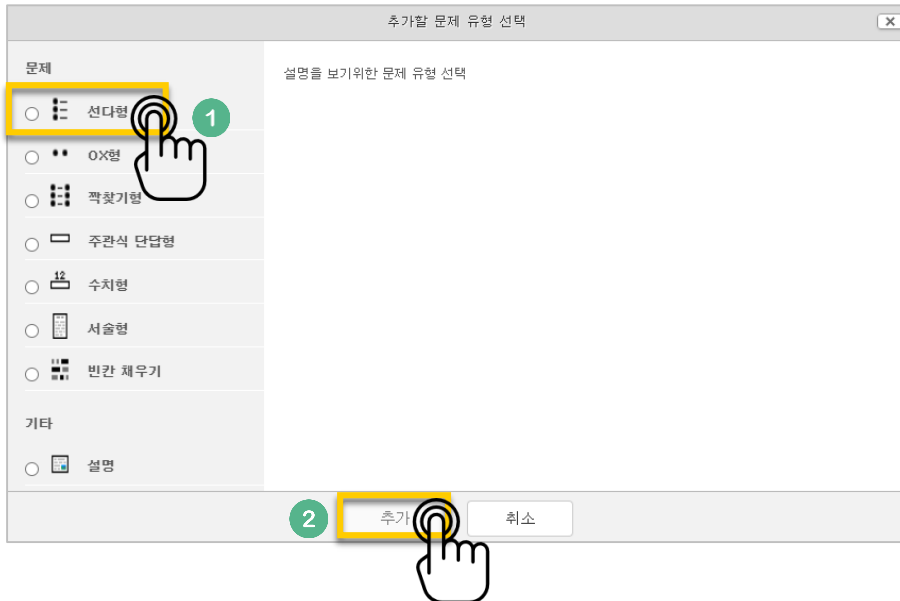 추가할 문제 유형 선택
문제
설명을 보기위한 문제 유형 선택
선다형
1
OX형
짝찾기형
주관식 단답형
12
수치형
서술형
빈칸 채우기
기타
설명
2
추가
취소